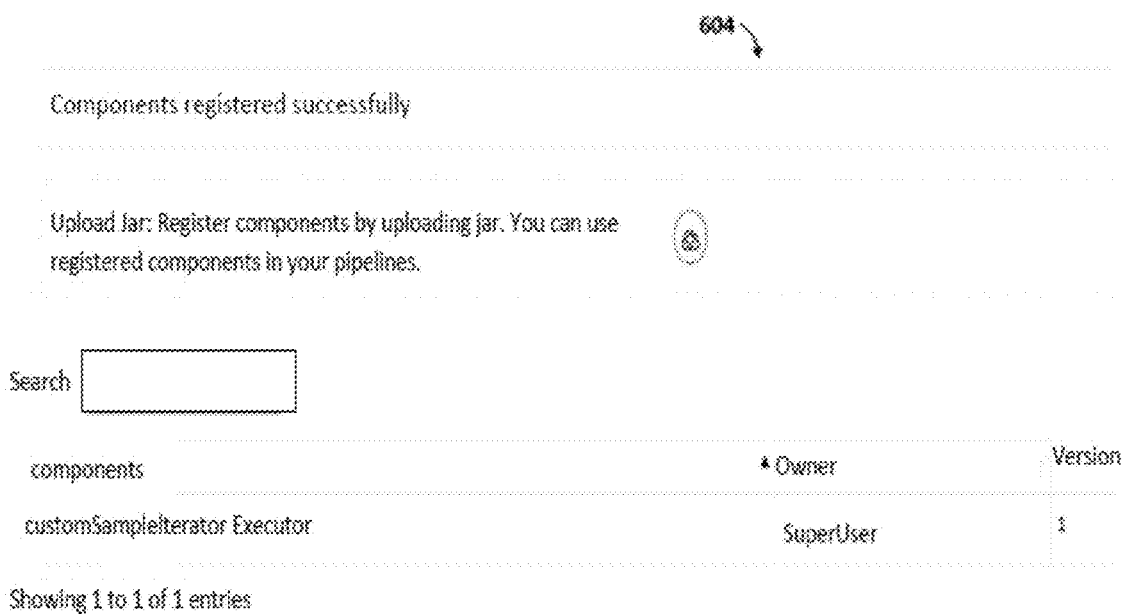 604
Components registered successfully
Upload Jar: Register components by uploading jar. You can use
registered components in your pipelines.
Search
components Owner Version
customSampleIterator Executor SuperUser 1
Showing 1 to 1 of 1 entries